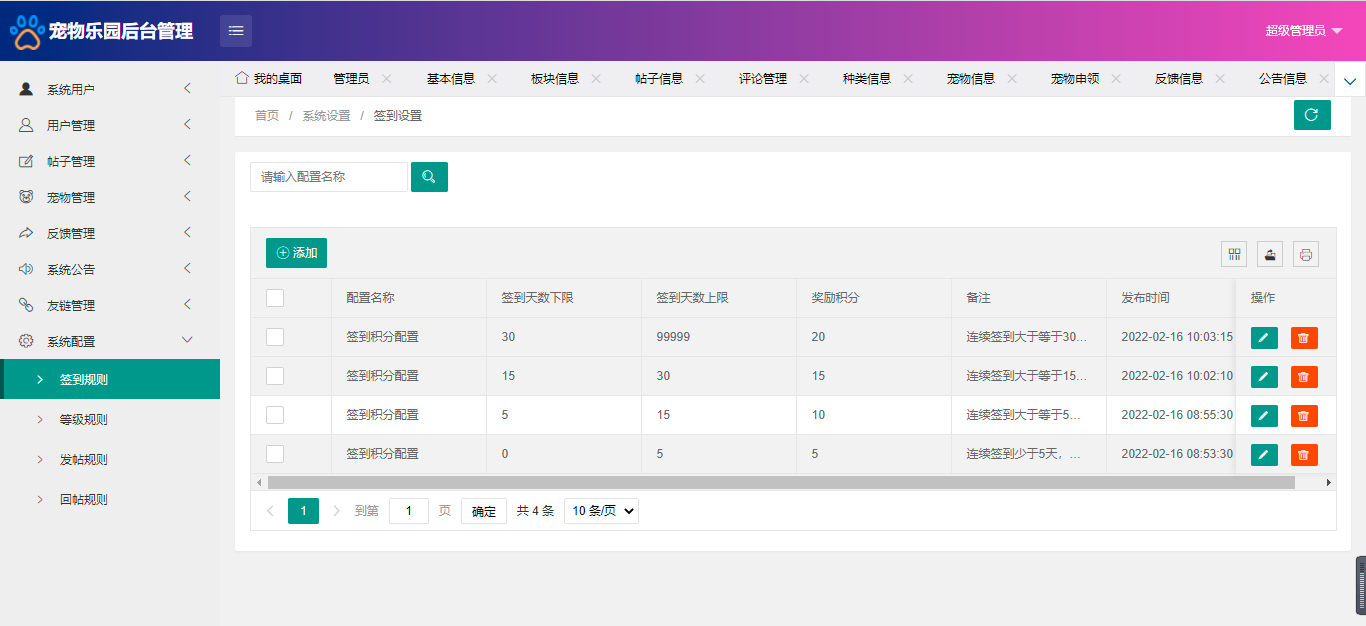 宠物乐园后台管理
超级管理员
我的桌面 管理员 基本信息 板块信息 帖子信息 评论管理 种类信息 宠物信息 宠物申领 反馈信息 公告信息
系统用户
用户管理
帖子管理
宠物管理
反馈管理
系统公告
友链管理
系统配置
签到规则
等级规则
发帖规则
回帖规则
首页 / 系统设置 / 签到设置
请输入配置名称
添加
配置名称 签到天数下限 签到天数上限 奖励积分 备注 发布时间 操作
签到积分配置 30 99999 20 连续签到大于等于30... 2022-02-16 10:03:15
签到积分配置 15 30 15 连续签到大于等于15... 2022-02-16 10:02:10
签到积分配置 5 15 10 连续签到大于等于5... 2022-02-16 08:55:30
签到积分配置 0 5 5 连续签到少于5天，... 2022-02-16 08:53:30
1 到第 1 页 确定 共 4 条 10 条/页